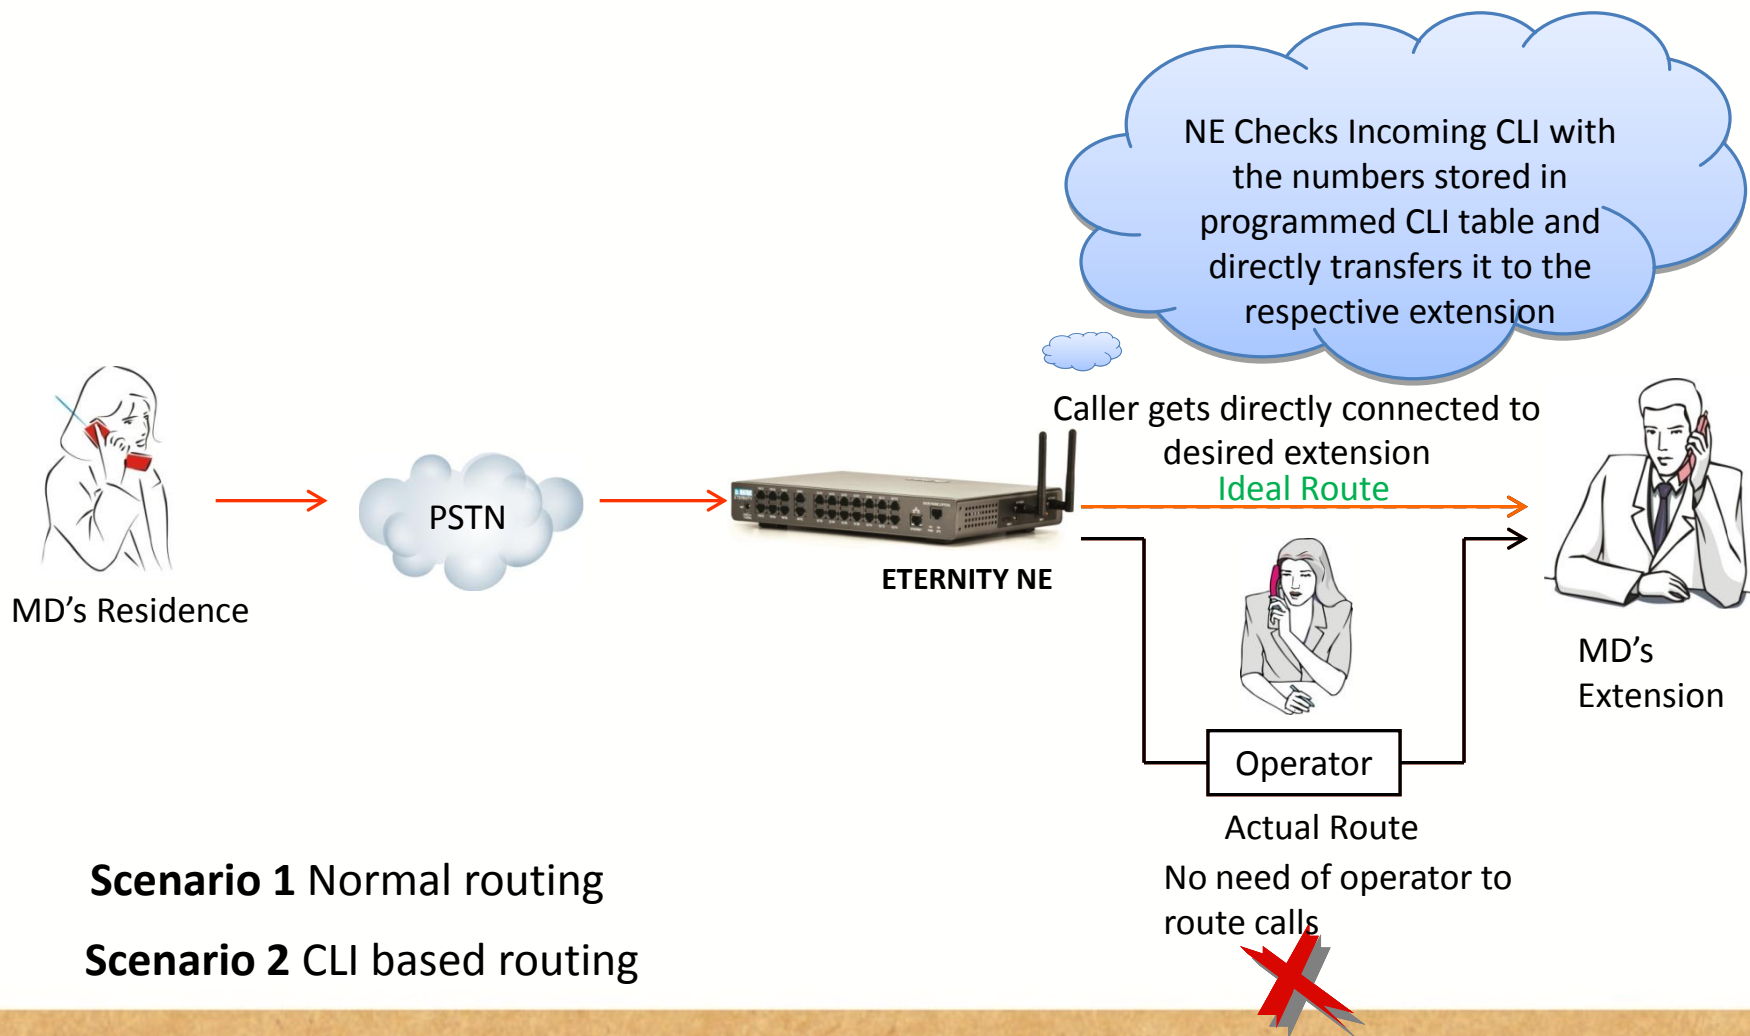 NE Checks Incoming CLI with
the numbers stored in
programmed CLI table and
directly transfers it to the
respective extension
Caller gets directly connected to
desired extension
Ideal Route
PSTN
ETERNITY NE
MD’s Residence
MD’s
Extension
Operator
Actual Route
No need of operator to
route calls
Scenario 1 Normal routing
Scenario 2 CLI based routing